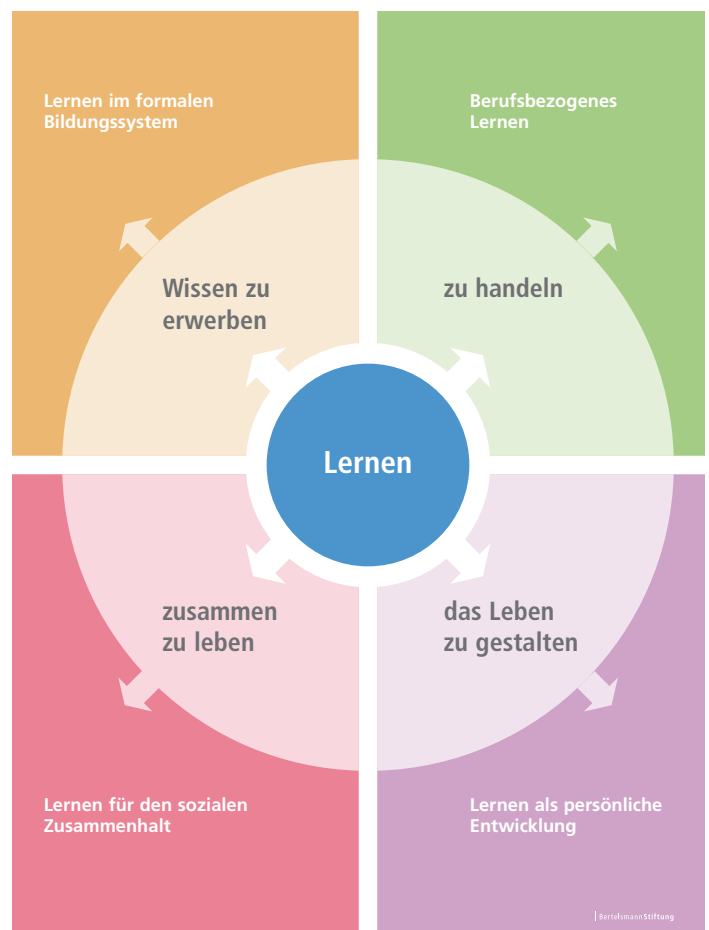 Lernen im formalen
Bildungssystem
Berufsbezogenes
Lernen
Wissen zu
erwerben
zu handeln
Lernen
zusammen
zu leben
das Leben
zu gestalten
Lernen für den sozialen
Zusammenhalt
Lernen als persönliche
Entwicklung
BertelsmannStiftung